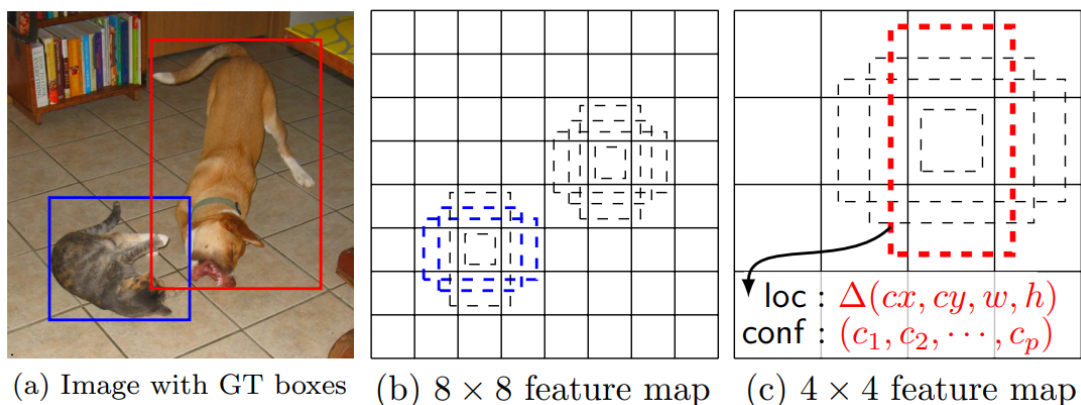 loc : Δ(cx, cy, w, h)
conf : (c₁, c₂, ⋯, cₚ)
(a) Image with GT boxes
(b) 8 × 8 feature map
(c) 4 × 4 feature map